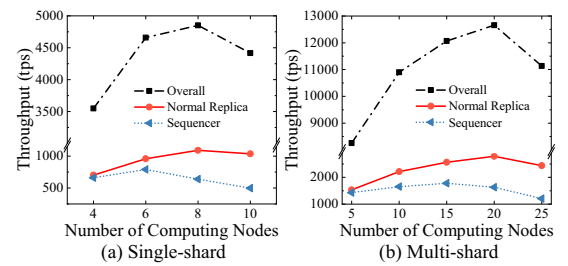 5000
4500
3500
1000
500
Throughput (tps)
Overall
Normal Replica
Sequencer
4 6 8 10
Number of Computing Nodes
(a) Single-shard
13000
12000
11000
10000
9000
2000
1000
Throughput (tps)
Overall
Normal Replica
Sequencer
5 10 15 20 25
Number of Computing Nodes
(b) Multi-shard